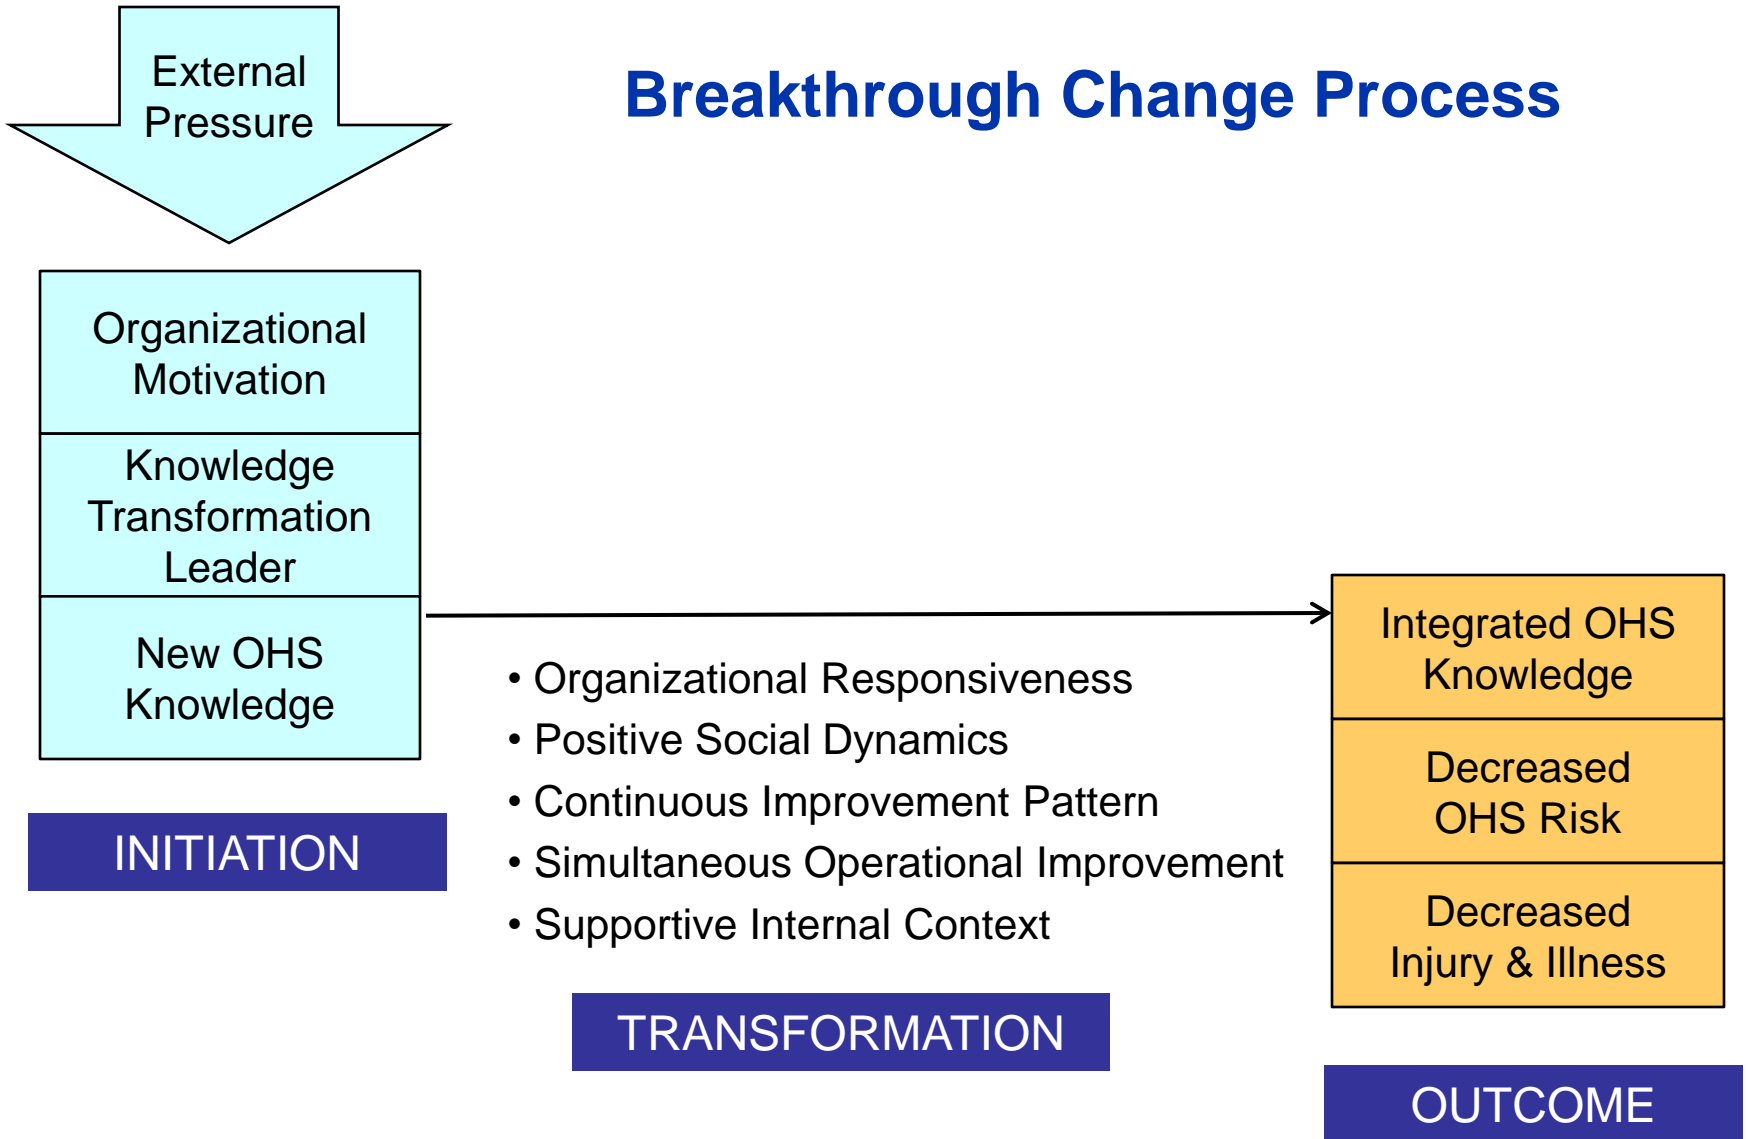 External
Pressure
Breakthrough Change Process
Organizational
Motivation
Knowledge
Transformation
Leader
New OHS
Knowledge
INITIATION
• Organizational Responsiveness
• Positive Social Dynamics
• Continuous Improvement Pattern
• Simultaneous Operational Improvement
• Supportive Internal Context
TRANSFORMATION
Integrated OHS
Knowledge
Decreased
OHS Risk
Decreased
Injury & Illness
OUTCOME